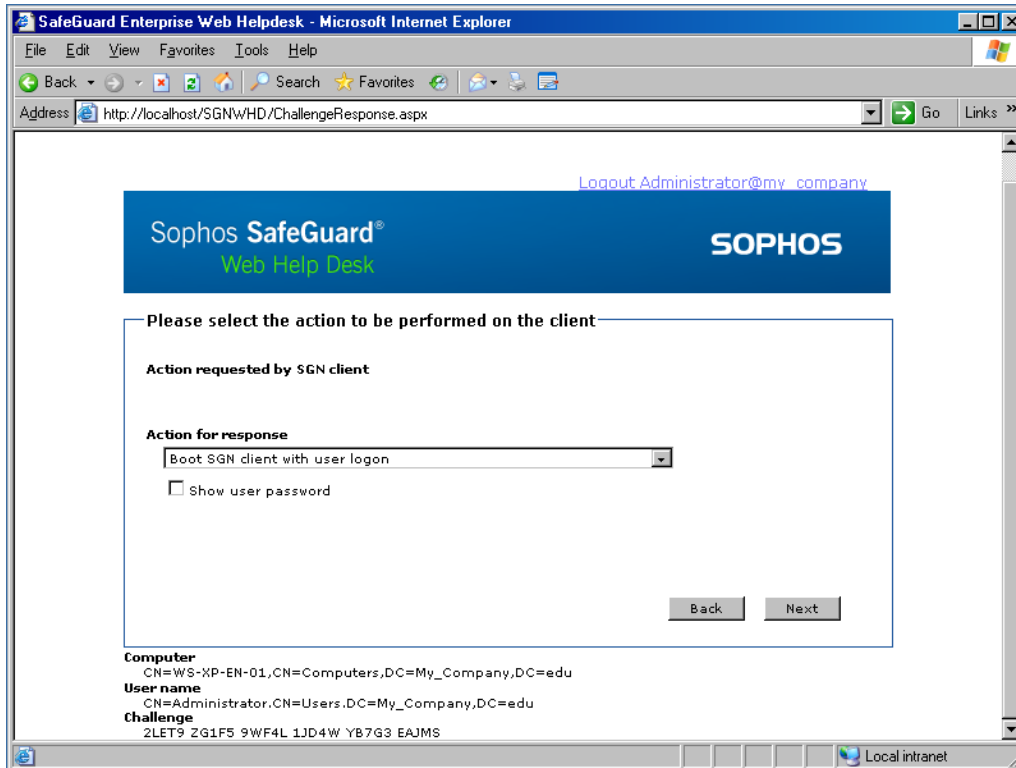 SafeGuard Enterprise Web Helpdesk - Microsoft Internet Explorer
File Edit View Favorites Tools Help
Back Search Favorites
Address http://localhost/SGNWHD/ChallengeResponse.aspx Go Links »
Logout Administrator@my_company
Sophos SafeGuard®
Web Help Desk
SOPHOS
Please select the action to be performed on the client
Action requested by SGN client
Action for response
Boot SGN client with user logon
Show user password
Back Next
Computer
CN=WS-XP-EN-01,CN=Computers,DC=My_Company,DC=edu
User name
CN=Administrator.CN=Users.DC=My_Company,DC=edu
Challenge
2LET9 ZG1F5 9WF4L 1JD4W YB7G3 EAJMS
Local intranet